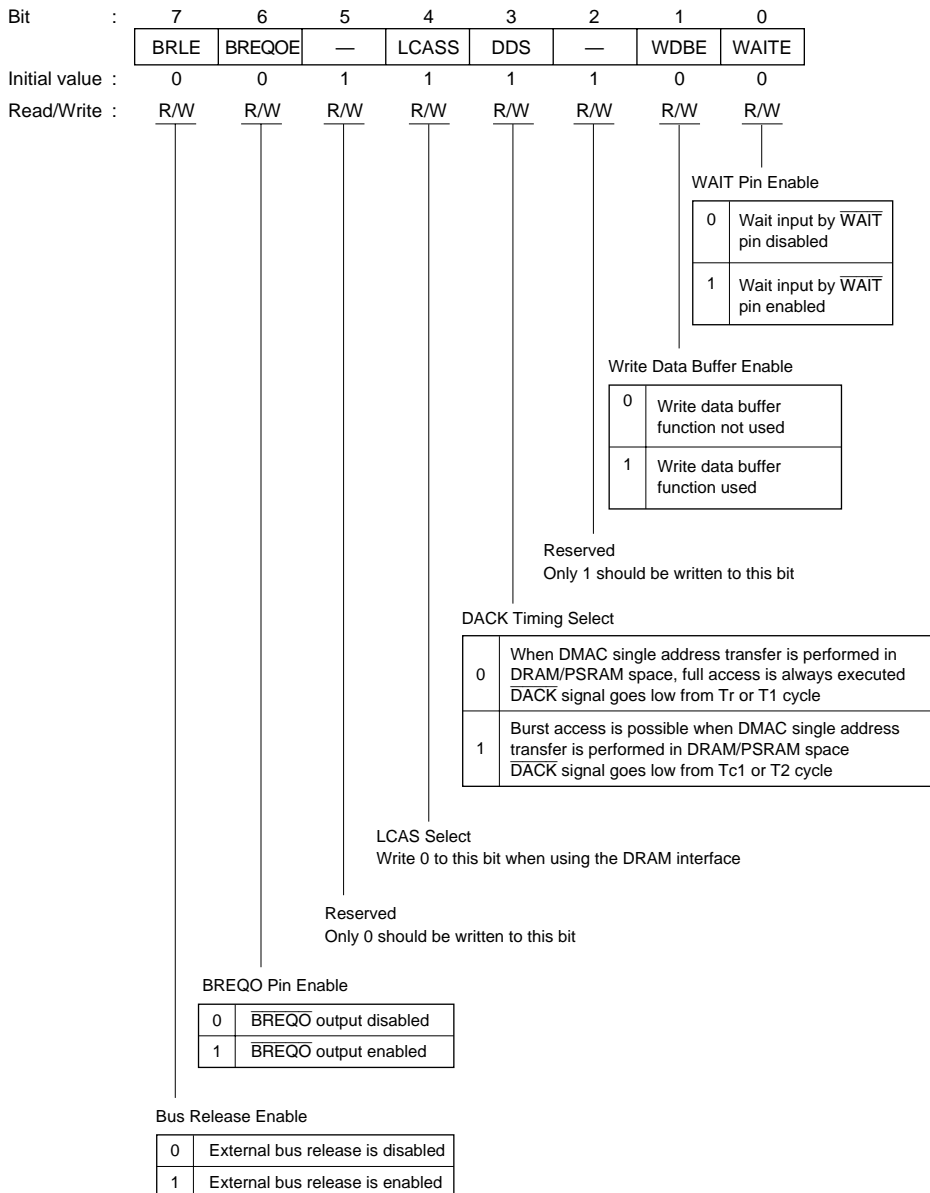 Bit : 7 6 5 4 3 2 1 0
BRLE BREQOE — LCASS DDS — WDBE WAITE
Initial value : 0 0 1 1 1 1 0 0
Read/Write : R/W R/W R/W R/W R/W R/W R/W R/W
WAIT Pin Enable
0 Wait input by WAIT
pin disabled
1 Wait input by WAIT
pin enabled
Write Data Buffer Enable
0 Write data buffer
function not used
1 Write data buffer
function used
Reserved
Only 1 should be written to this bit
DACK Timing Select
0 When DMAC single address transfer is performed in
DRAM/PSRAM space, full access is always executed
DACK signal goes low from Tr or T1 cycle
1 Burst access is possible when DMAC single address
transfer is performed in DRAM/PSRAM space
DACK signal goes low from Tc1 or T2 cycle
LCAS Select
Write 0 to this bit when using the DRAM interface
Reserved
Only 0 should be written to this bit
BREQO Pin Enable
0 BREQO output disabled
1 BREQO output enabled
Bus Release Enable
0 External bus release is disabled
1 External bus release is enabled